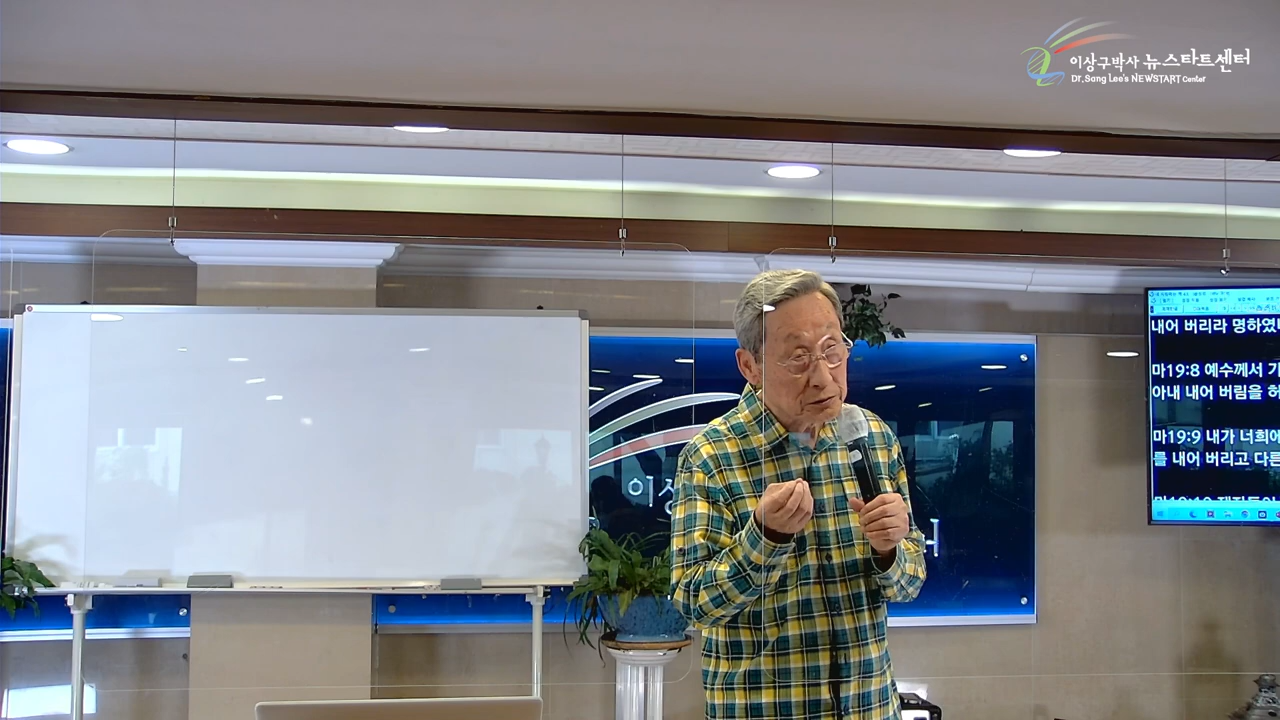 이상구박사 뉴스타트센터
Dr. Sang Lee's NEWSTART Center
내어 버리라 명하였
마19:8 예수께서 기
아내 내어 버림을 허
마19:9 내가 너희에
를 내어 버리고 다른
이상